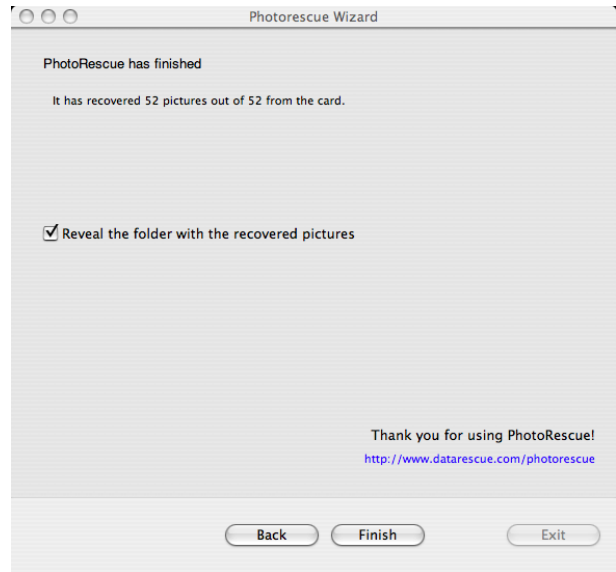 Photorescue Wizard
PhotoRescue has finished
It has recovered 52 pictures out of 52 from the card.
Reveal the folder with the recovered pictures
Thank you for using PhotoRescue!
http://www.datarescue.com/photorescue
Back Finish Exit